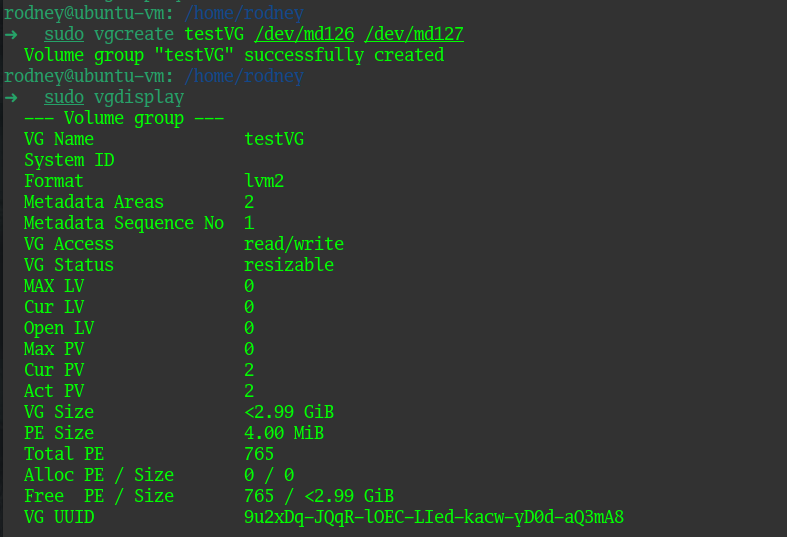 rodney@ubuntu-vm: /home/rodney
→ sudo vgcreate testVG /dev/md126 /dev/md127
Volume group "testVG" successfully created
rodney@ubuntu-vm: /home/rodney
→ sudo vgdisplay
--- Volume group ---
VG Name testVG
System ID
Format lvm2
Metadata Areas 2
Metadata Sequence No 1
VG Access read/write
VG Status resizable
MAX LV 0
Cur LV 0
Open LV 0
Max PV 0
Cur PV 2
Act PV 2
VG Size <2.99 GiB
PE Size 4.00 MiB
Total PE 765
Alloc PE / Size 0 / 0
Free PE / Size 765 / <2.99 GiB
VG UUID 9u2xDq-JQqR-lOEC-LIed-kacw-yD0d-aQ3mA8